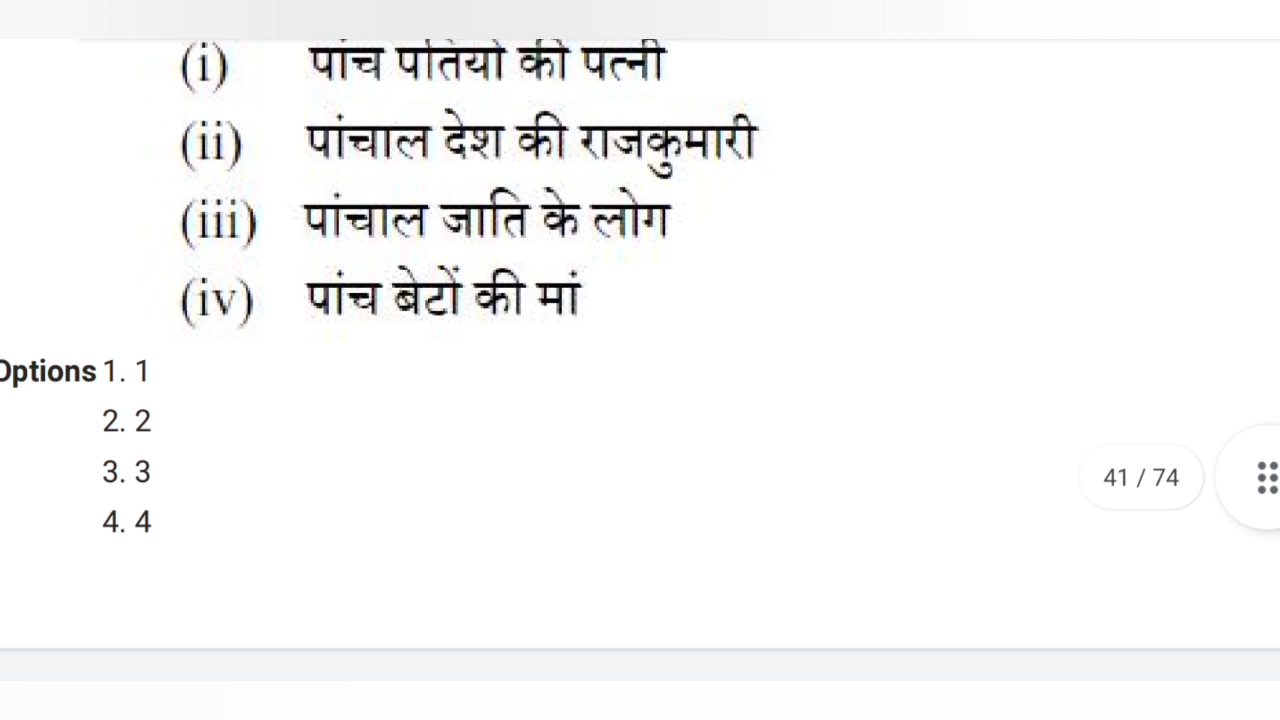 (i) पांच पतियों की पत्नी
(ii) पांचाल देश की राजकुमारी
(iii) पांचाल जाति के लोग
(iv) पांच बेटों की मां
Options 1. 1
2. 2
3. 3
41 / 74
4. 4